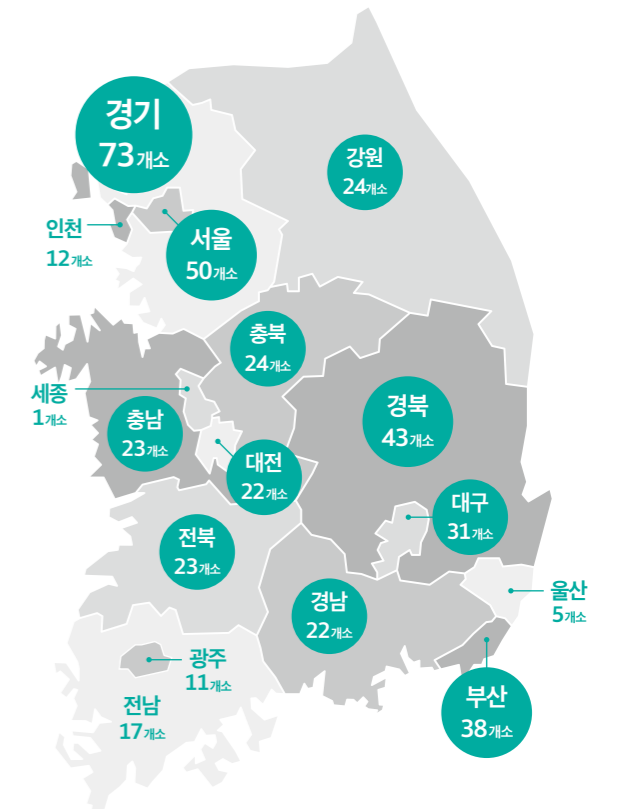 경기
73개소
강원
24개소
인천
12개소
서울
50개소
충북
24개소
세종
1개소
충남
23개소
경북
43개소
대전
22개소
대구
31개소
전북
23개소
경남
22개소
울산
5개소
광주
11개소
전남
17개소
부산
38개소